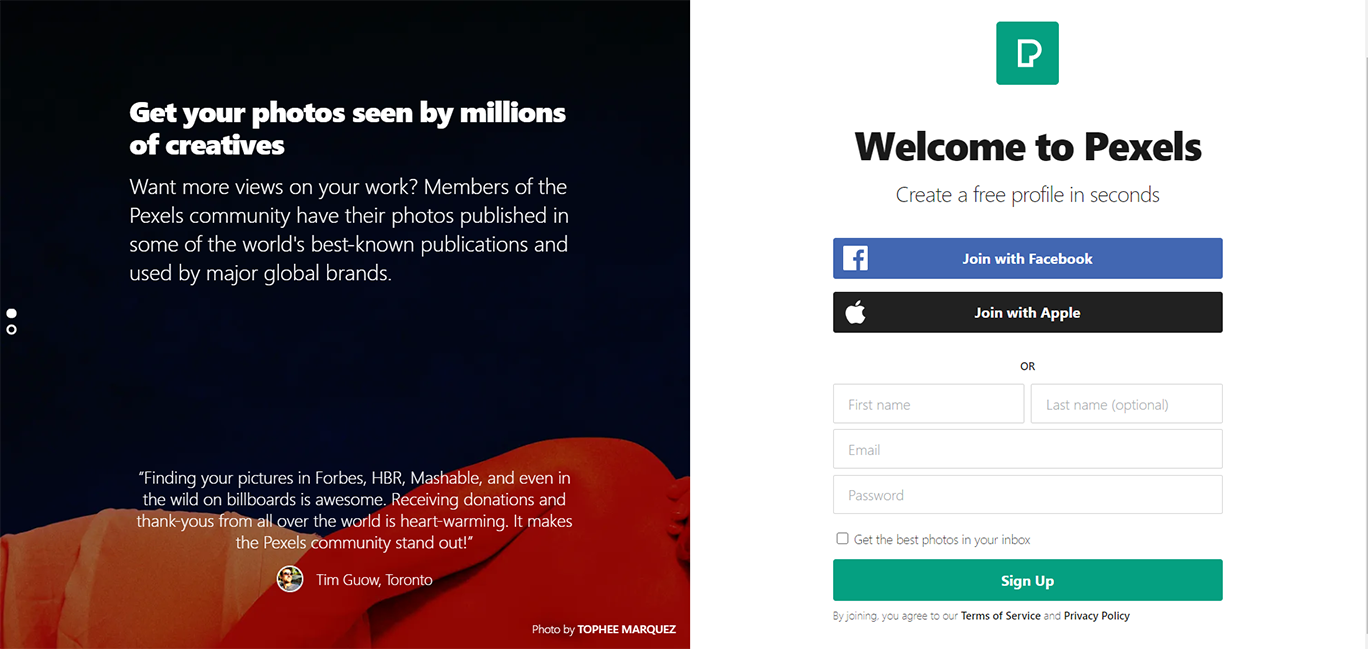 Get your photos seen by millions
of creatives
Want more views on your work? Members of the
Pexels community have their photos published in
some of the world's best-known publications and
used by major global brands.
“Finding your pictures in Forbes, HBR, Mashable, and even in
the wild on billboards is awesome. Receiving donations and
thank-yous from all over the world is heart-warming. It makes
the Pexels community stand out!”
Tim Guow, Toronto
Photo by TOPHEE MARQUEZ
Welcome to Pexels
Create a free profile in seconds
Join with Facebook
Join with Apple
OR
First name
Last name (optional)
Email
Password
Get the best photos in your inbox
Sign Up
By joining, you agree to our Terms of Service and Privacy Policy